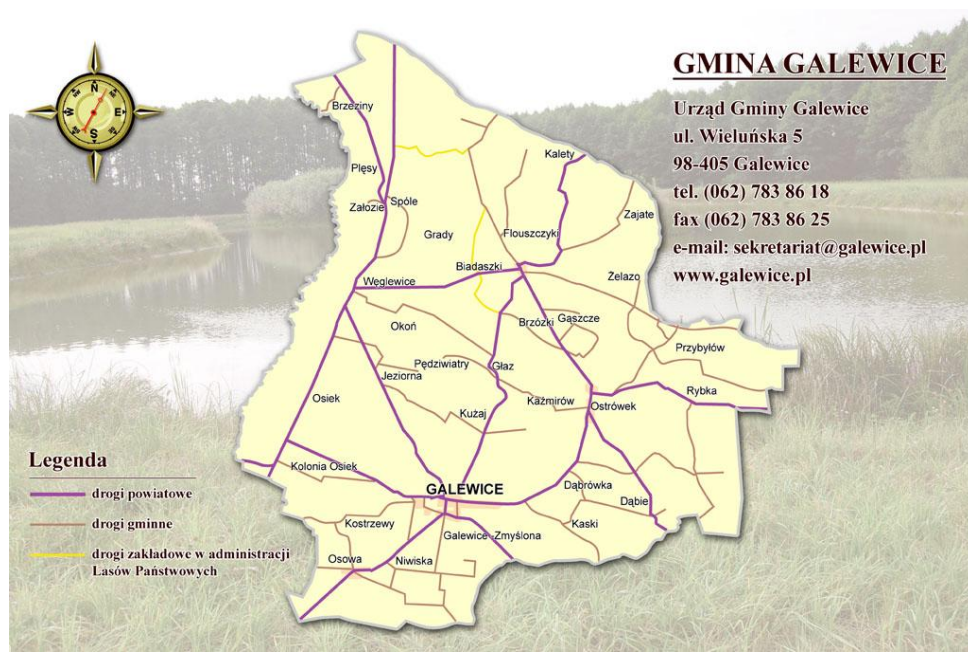 GMINA GALEWICE
Urząd Gminy Galewice
ul. Wieluńska 5
98-405 Galewice
tel. (062) 783 86 18
fax (062) 783 86 25
e-mail: sekretariat@galewice.pl
www.galewice.pl
N
W E
S
Brzeziny
Kalety
Plęsy
Spóle
Załozie
Zajate
Grady
Flouszczyki
Biadaszki
Żelazo
Węglewice
Okoń
Brzózki
Gąszcze
Przybyłów
Pędziwiatry
Głaz
Jeziorna
Rybka
Osiek
Kaźmirów
Ostrówek
Kużaj
Kolonia Osiek
GALEWICE
Dąbrówka
Dąbie
Kostrzewy
Kaski
Galewice -Zmyślona
Osowa
Niwiska
Legenda
drogi powiatowe
drogi gminne
drogi zakładowe w administracji
Lasów Państwowych